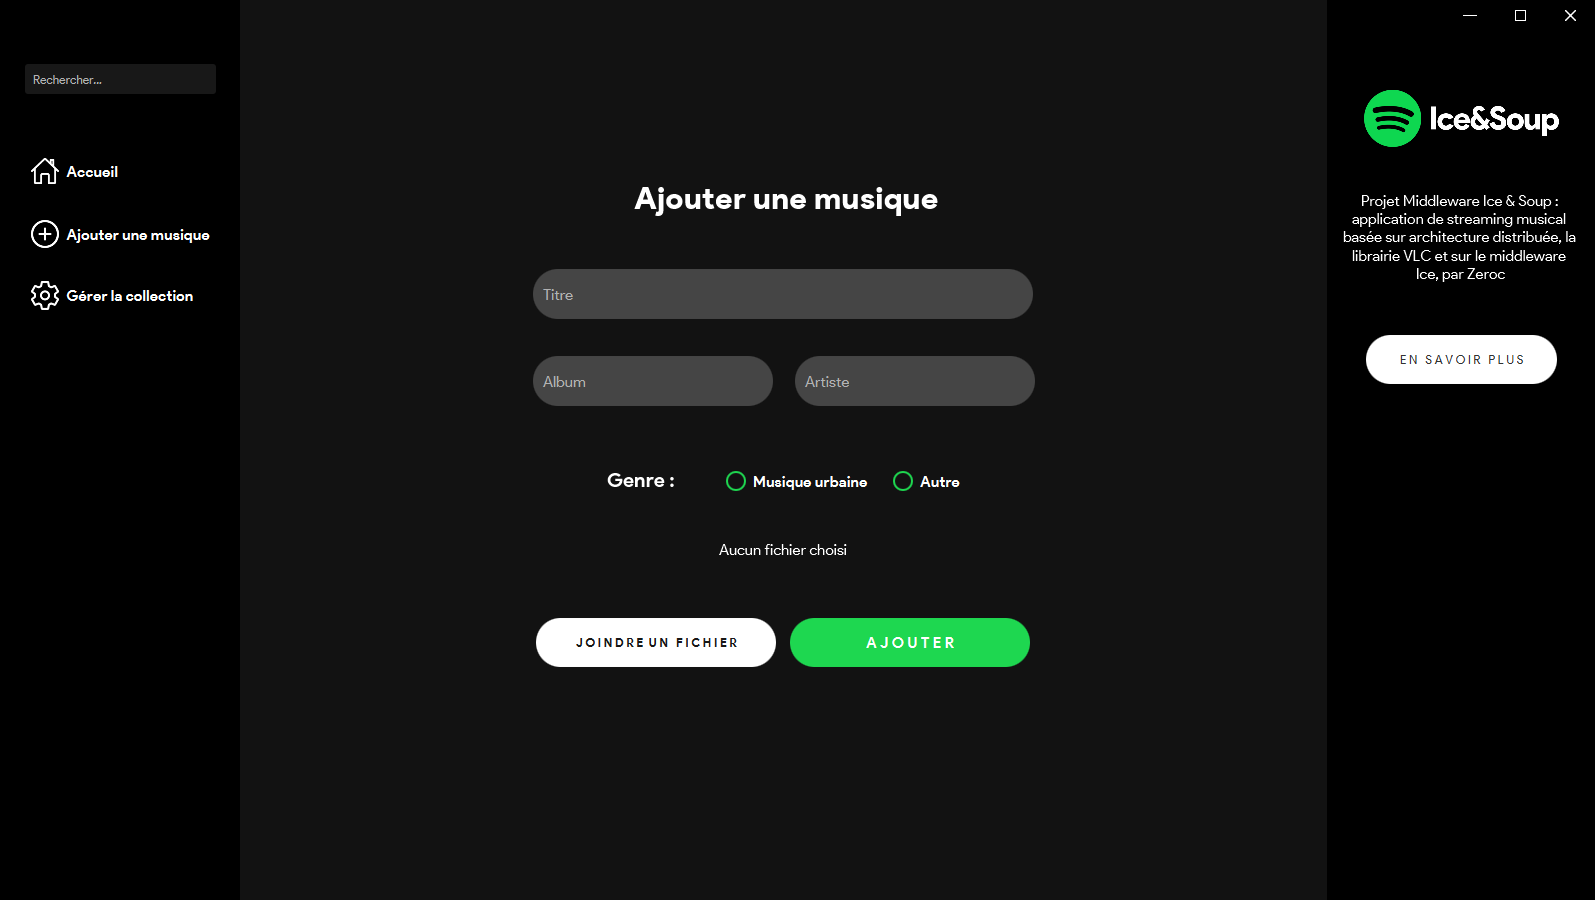 Rechercher...
Accueil
Ajouter une musique
Gérer la collection
Ajouter une musique
Titre
Album
Artiste
Genre :
Musique urbaine
Autre
Aucun fichier choisi
JOINDRE UN FICHIER
AJOUTER
Ice&Soup
Projet Middleware Ice & Soup :
application de streaming musical
basée sur architecture distribuée, la
librairie VLC et sur le middleware
Ice, par Zeroc
EN SAVOIR PLUS